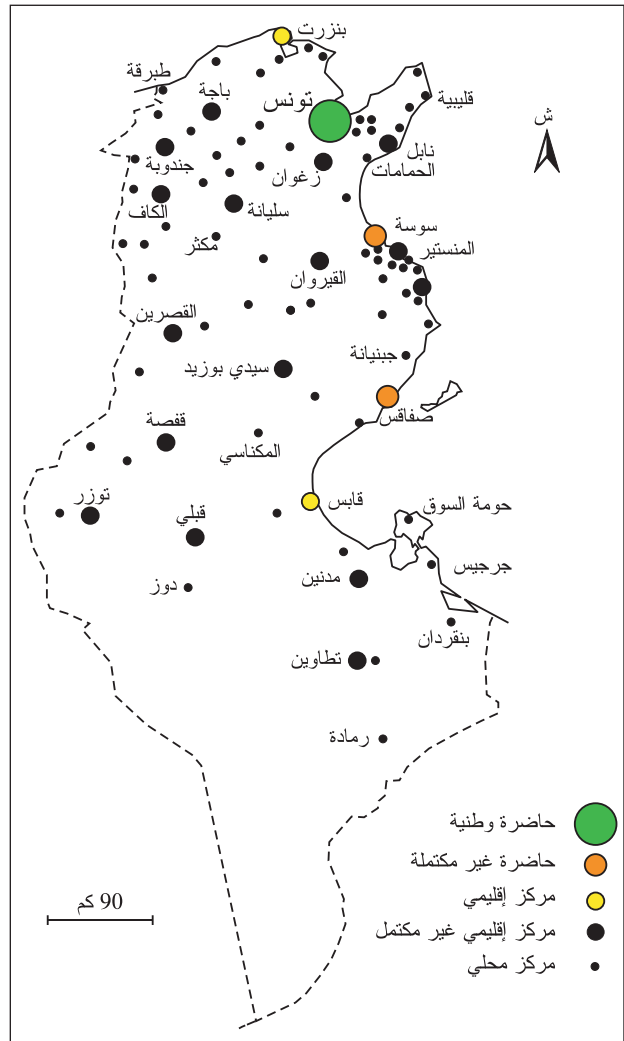 بنزرت
طبرقة
باجة
تونس
قليبية
ش
نابل
الحمامات
جندوبة
زغوان
الكاف
سليانة
سوسة
المنستير
مكثر
القيروان
القصرين
جبنيانة
سيدي بوزيد
صفاقس
قفصة
المكناسي
توزر
قابس
حومة السوق
قبلي
جرجيس
دوز
مدنين
بنقردان
تطاوين
رمادة
حاضرة وطنية
حاضرة غير مكتملة
مركز إقليمي
مركز إقليمي غير مكتمل
مركز محلي
90 كم